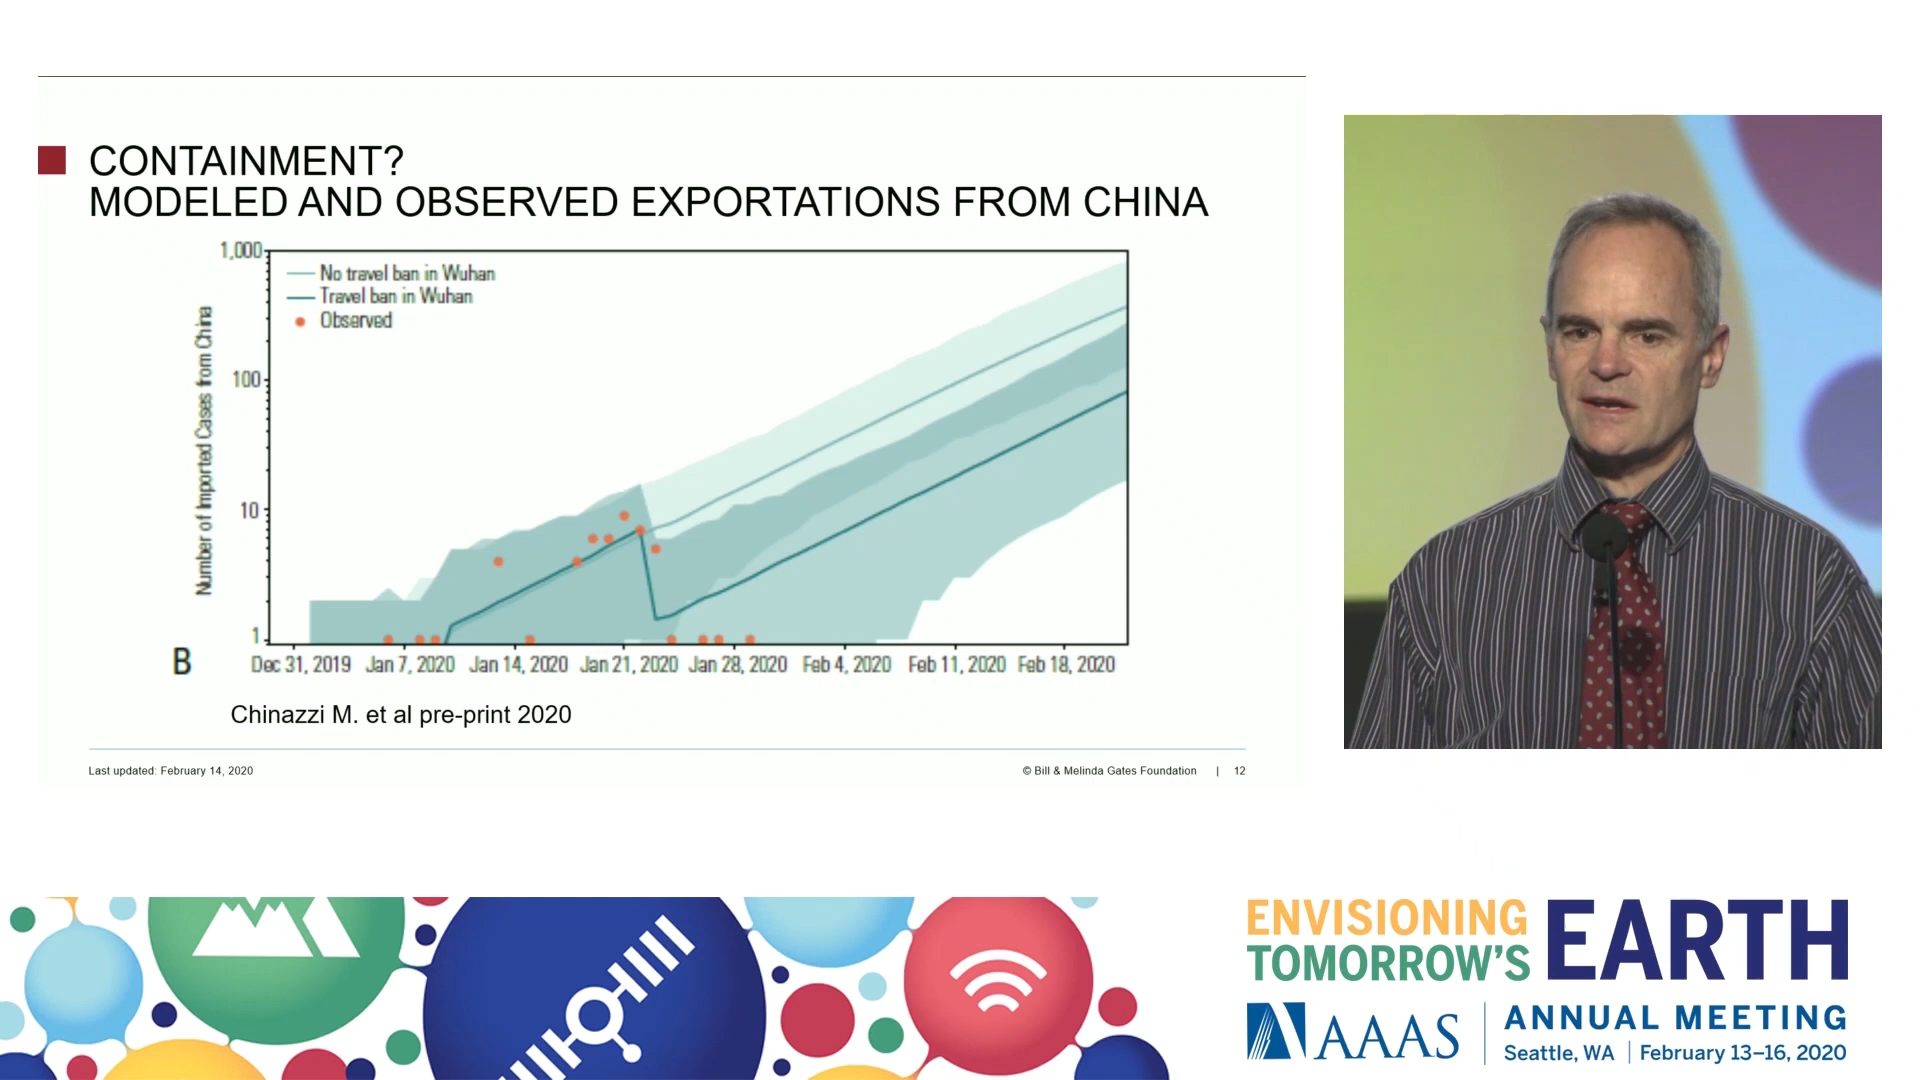 CONTAINMENT?
MODELED AND OBSERVED EXPORTATIONS FROM CHINA
1,000
100
10
1
Number of Imported Cases from China
No travel ban in Wuhan
Travel ban in Wuhan
Observed
B
Dec 31, 2019 Jan 7, 2020 Jan 14, 2020 Jan 21, 2020 Jan 28, 2020 Feb 4, 2020 Feb 11, 2020 Feb 18, 2020
Chinazzi M. et al pre-print 2020
Last updated: February 14, 2020
© Bill & Melinda Gates Foundation | 12
ENVISIONING
TOMORROW'S
EARTH
AAAS
ANNUAL MEETING
Seattle, WA | February 13–16, 2020